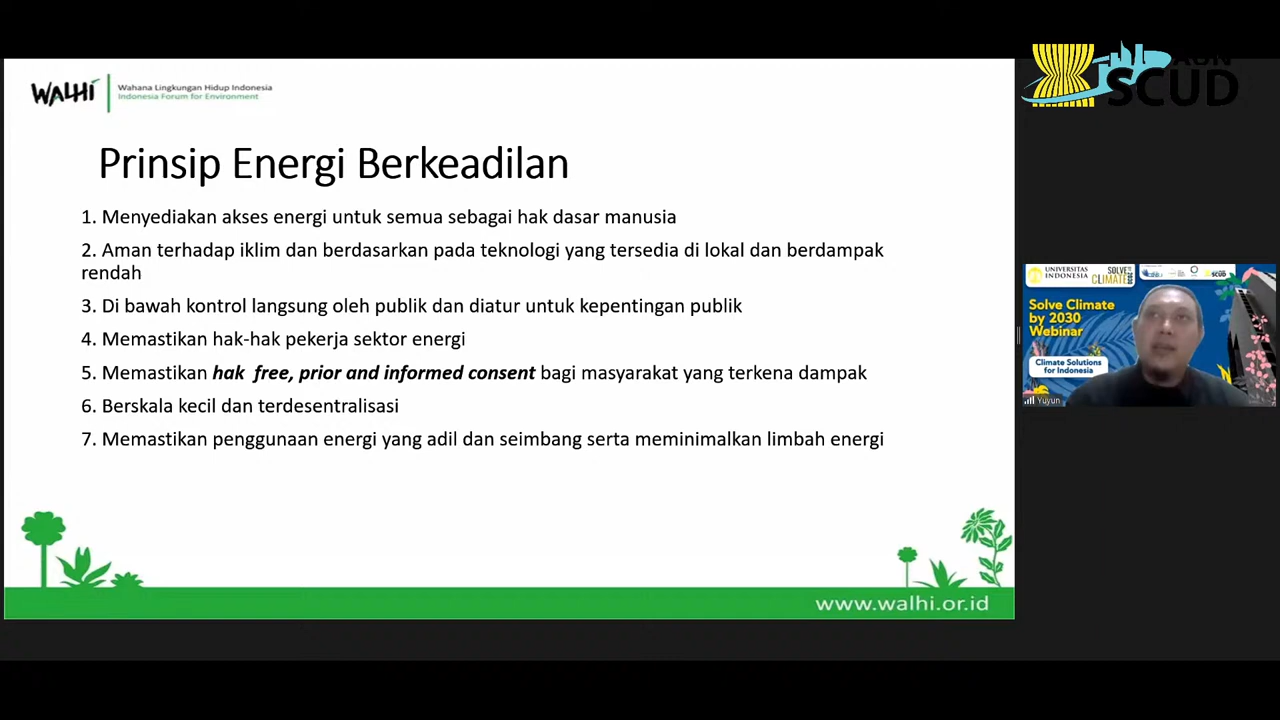 WALHI
Wahana Lingkungan Hidup Indonesia
Indonesia Forum for Environment
Prinsip Energi Berkeadilan
1. Menyediakan akses energi untuk semua sebagai hak dasar manusia
2. Aman terhadap iklim dan berdasarkan pada teknologi yang tersedia di lokal dan berdampak
rendah
3. Di bawah kontrol langsung oleh publik dan diatur untuk kepentingan publik
4. Memastikan hak-hak pekerja sektor energi
5. Memastikan hak  free, prior and informed consent bagi masyarakat yang terkena dampak
6. Berskala kecil dan terdesentralisasi
7. Memastikan penggunaan energi yang adil dan seimbang serta meminimalkan limbah energi
www.walhi.or.id
SCUD
UNIVERSITAS
INDONESIA
SOLVE
CLIMATE
2030
SCUD
Solve Climate
by 2030
Webinar
Climate Solutions
for Indonesia
Yuyun